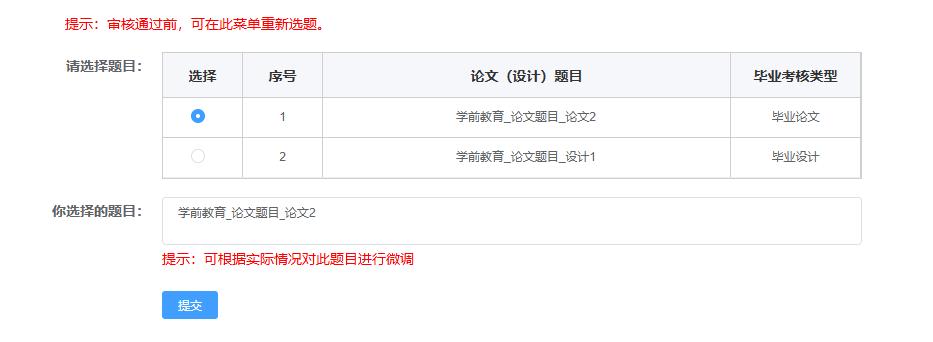 提示：审核通过前，可在此菜单重新选题。
请选择题目：
选择 序号 论文（设计）题目 毕业考核类型
1 学前教育_论文题目_论文2 毕业论文
2 学前教育_论文题目_设计1 毕业设计
你选择的题目： 学前教育_论文题目_论文2
提示：可根据实际情况对此题目进行微调
提交